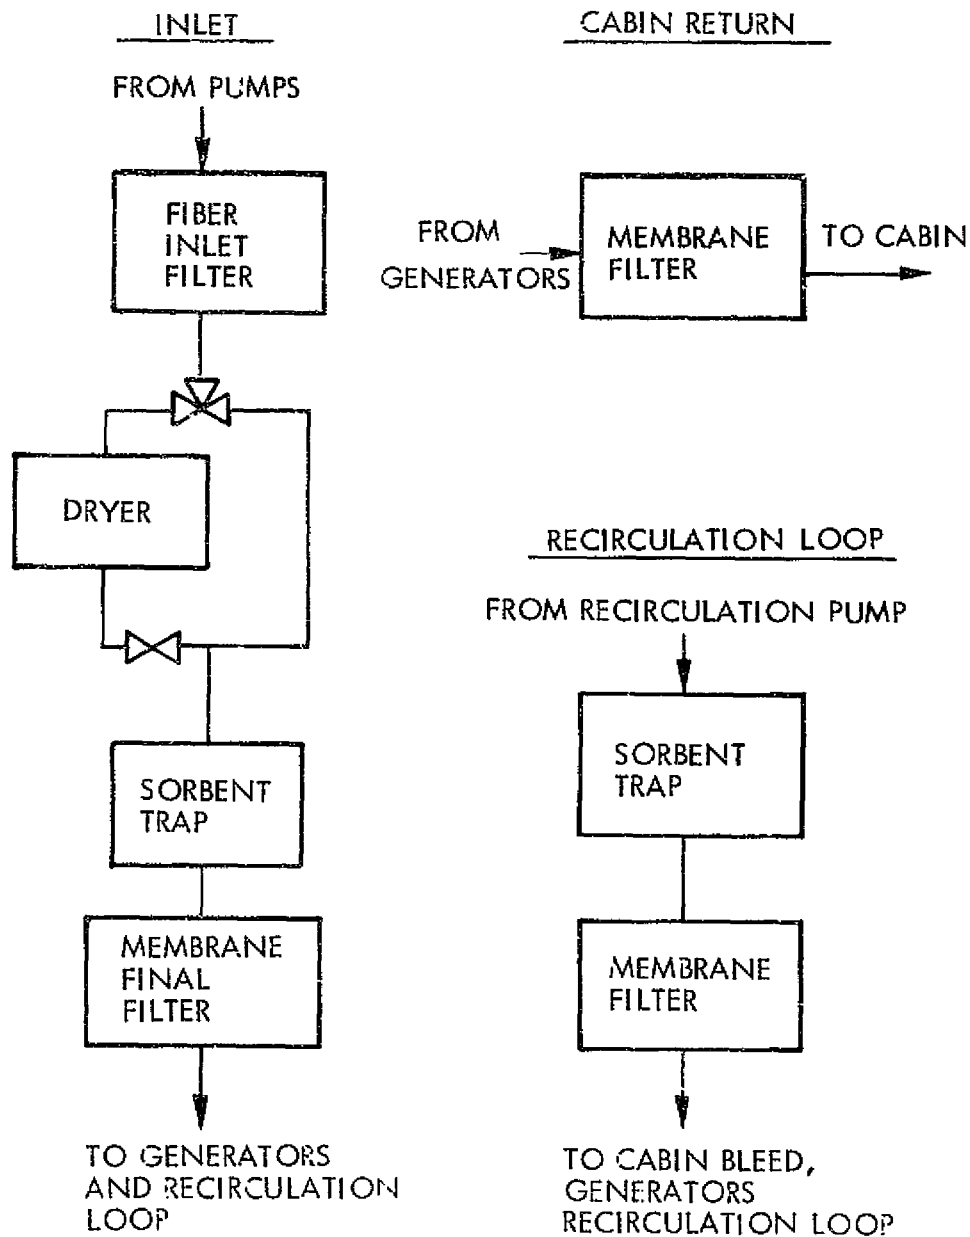 INLET
FROM PUMPS
FIBER
INLET
FILTER
DRYER
SORBENT
TRAP
MEMBRANE
FINAL
FILTER
TO GENERATORS
AND RECIRCULATION
LOOP
CABIN RETURN
FROM
GENERATORS
MEMBRANE
FILTER
TO CABIN
RECIRCULATION LOOP
FROM RECIRCULATION PUMP
SORBENT
TRAP
MEMBRANE
FILTER
TO CABIN BLEED,
GENERATORS
RECIRCULATION LOOP